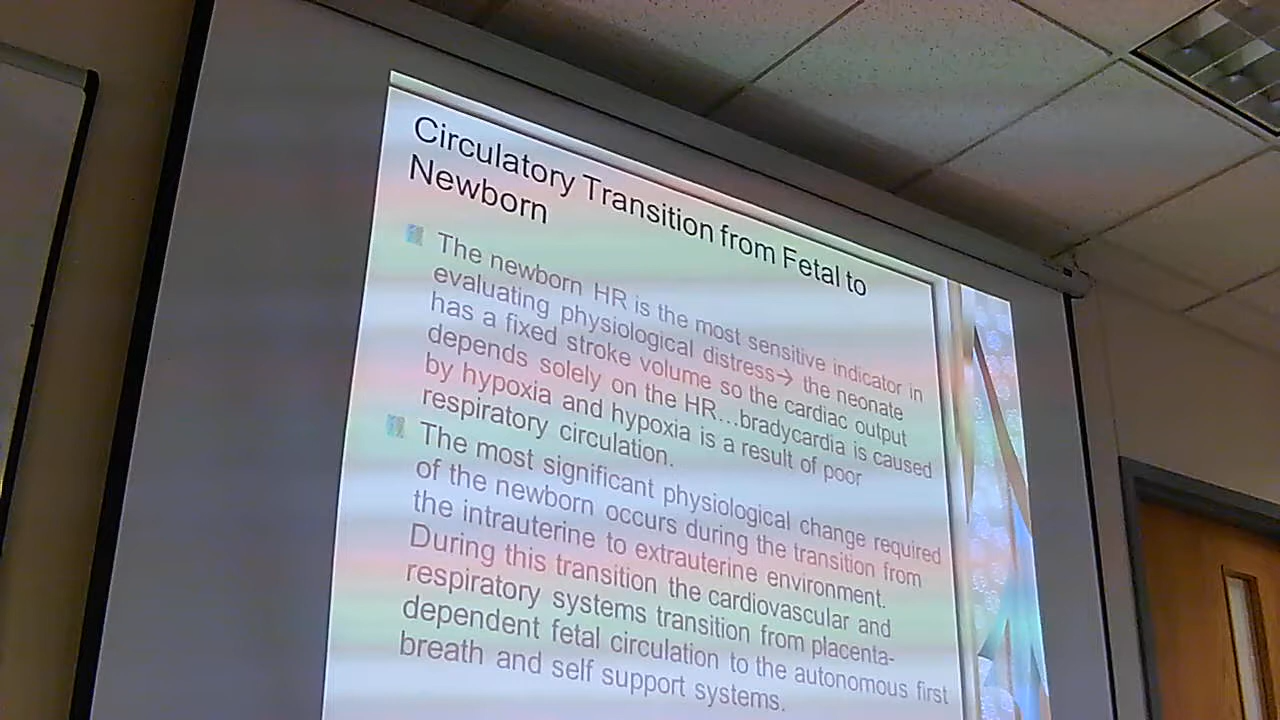 Circulatory Transition from Fetal to
Newborn
The newborn HR is the most sensitive indicator in
evaluating physiological distress→ the neonate
has a fixed stroke volume so the cardiac output
depends solely on the HR...bradycardia is caused
by hypoxia and hypoxia is a result of poor
respiratory circulation.
The most significant physiological change required
of the newborn occurs during the transition from
the intrauterine to extrauterine environment.
During this transition the cardiovascular and
respiratory systems transition from placenta-
dependent fetal circulation to the autonomous first
breath and self support systems.